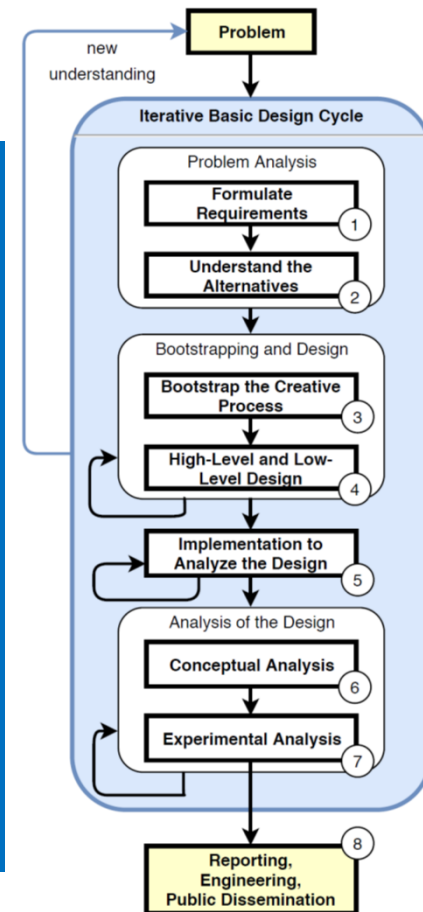 Problem
new
understanding
Iterative Basic Design Cycle
Problem Analysis
Formulate
Requirements
1
Understand the
Alternatives
2
Bootstrapping and Design
Bootstrap the Creative
Process
3
High-Level and Low-
Level Design
4
Implementation to
Analyze the Design
5
Analysis of the Design
Conceptual Analysis
6
Experimental Analysis
7
8
Reporting,
Engineering,
Public Dissemination